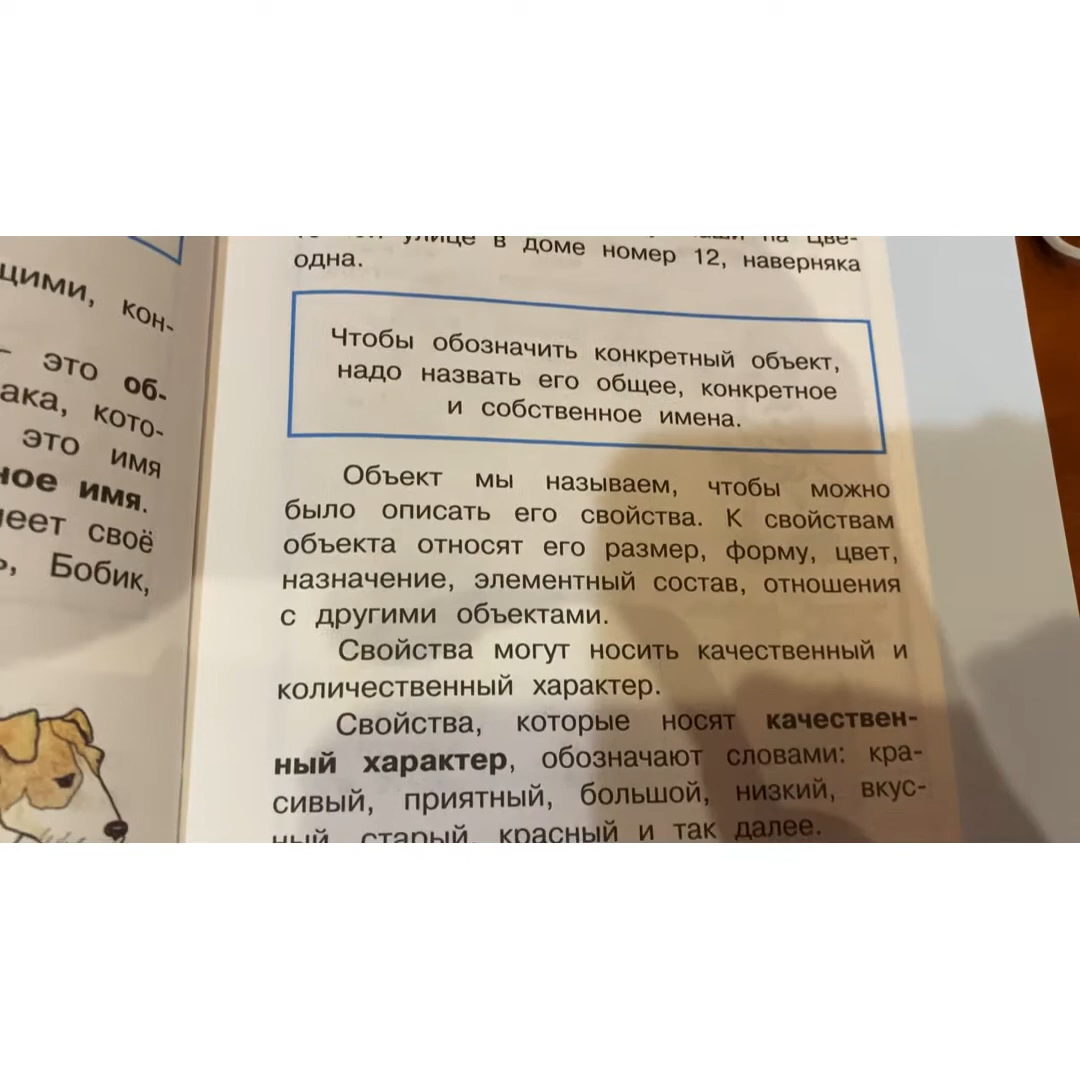 щими, кон-
это об-
ака, кото-
это имя
ное имя.
еет своё
Бобик,
улице в доме номер 12, наверняка
одна.
Чтобы обозначить конкретный объект,
надо назвать его общее, конкретное
и собственное имена.
Объект мы называем, чтобы можно
было описать его свойства. К свойствам
объекта относят его размер, форму, цвет,
назначение, элементный состав, отношения
с другими объектами.
Свойства могут носить качественный и
количественный характер.
Свойства, которые носят качествен-
ный характер, обозначают словами: кра-
сивый, приятный, большой, низкий, вкус-
ный, старый, красный и так далее.